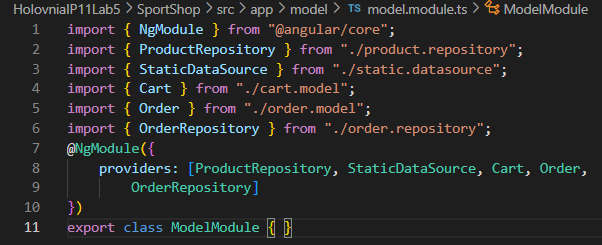 HolovniaIP11Lab5 > SportShop > src > app > model > TS model.module.ts > ModelModule
1 import { NgModule } from "@angular/core";
2 import { ProductRepository } from "./product.repository";
3 import { StaticDataSource } from "./static.datasource";
4 import { Cart } from "./cart.model";
5 import { Order } from "./order.model";
6 import { OrderRepository } from "./order.repository";
7 @NgModule({
8     providers: [ProductRepository, StaticDataSource, Cart, Order,
9         OrderRepository]
10 })
11 export class ModelModule { }